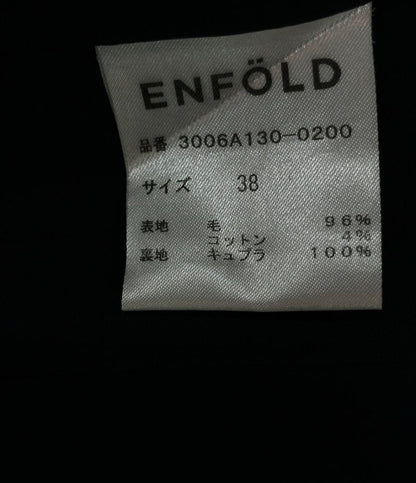 ENFÖLD
品番 3006A130-0200
サイズ 38
表地 毛 96%
コットン 4%
裏地 キュプラ 100%